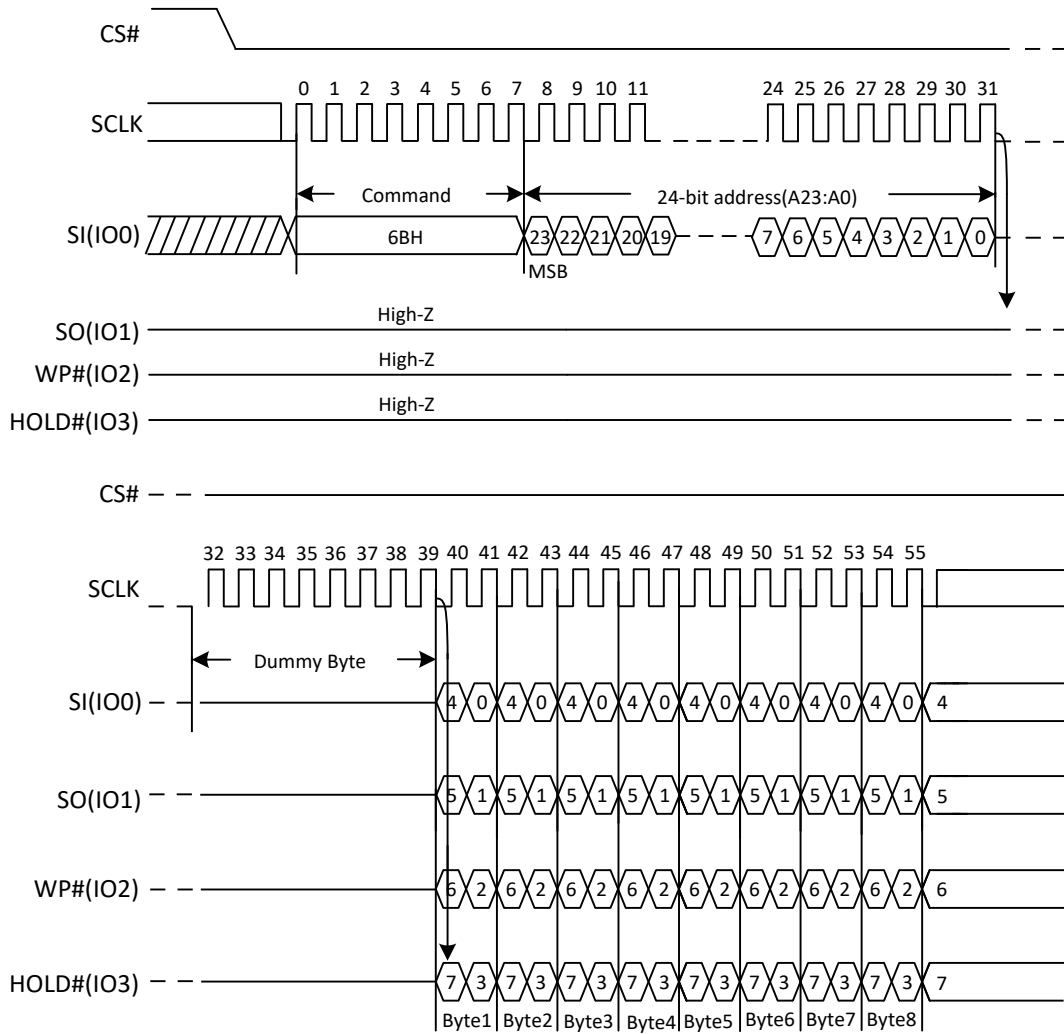 CS#
0 1 2 3 4 5 6 7 8 9 10 11 24 25 26 27 28 29 30 31
SCLK
Command 24-bit address(A23:A0)
SI(IO0) 6BH 23 22 21 20 19 7 6 5 4 3 2 1 0
MSB
SO(IO1) High-Z
WP#(IO2) High-Z
HOLD#(IO3) High-Z
CS#
32 33 34 35 36 37 38 39 40 41 42 43 44 45 46 47 48 49 50 51 52 53 54 55
SCLK
Dummy Byte
SI(IO0) 4 0 4 0 4 0 4 0 4 0 4 0 4 0 4 0 4
SO(IO1) 5 1 5 1 5 1 5 1 5 1 5 1 5 1 5 1 5
WP#(IO2) 6 2 6 2 6 2 6 2 6 2 6 2 6 2 6 2 6
HOLD#(IO3) 7 3 7 3 7 3 7 3 7 3 7 3 7 3 7 3 7
Byte1 Byte2 Byte3 Byte4 Byte5 Byte6 Byte7 Byte8